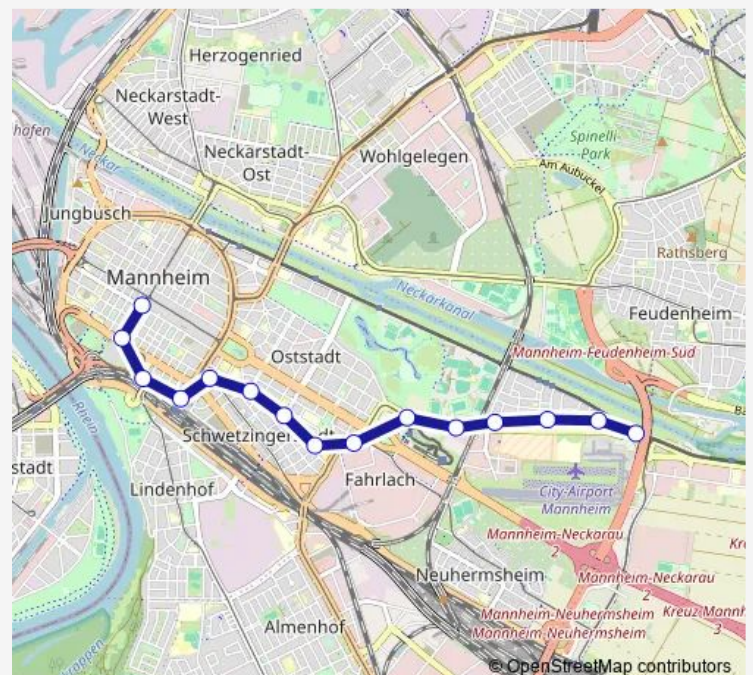 Herzogenried
Neckarstadt-
West
hafen
Neckar
Neckarstadt-
Ost
Wohlgelegen
Spinelli-
Park
Am Aubuckel
Jungbusch
Rathsberg
Mannheim
Neckarkanal
Feudenheim
Oststadt
Mannheim-Feudenheim-Süd
Rhein
stadt
Lindenhof
Fahrlach
City-Airport
Mannheim
Mannheim-Neckarau
2
Neuhermsheim
Mannheim-Neckarau
2
Mannheim-Neuhermsheim
Kreuz Mannh
3
Mannheim-Neuhermsheim
Almenhof
© OpenStreetMap contributors